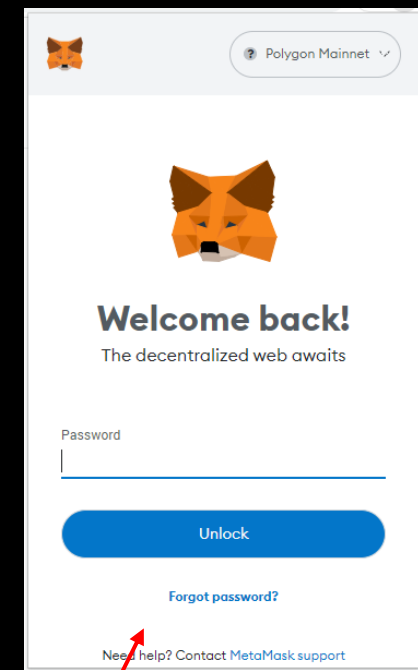 Polygon Mainnet
Welcome back!
The decentralized web awaits
Password
Unlock
Forgot password?
Need help? Contact MetaMask support